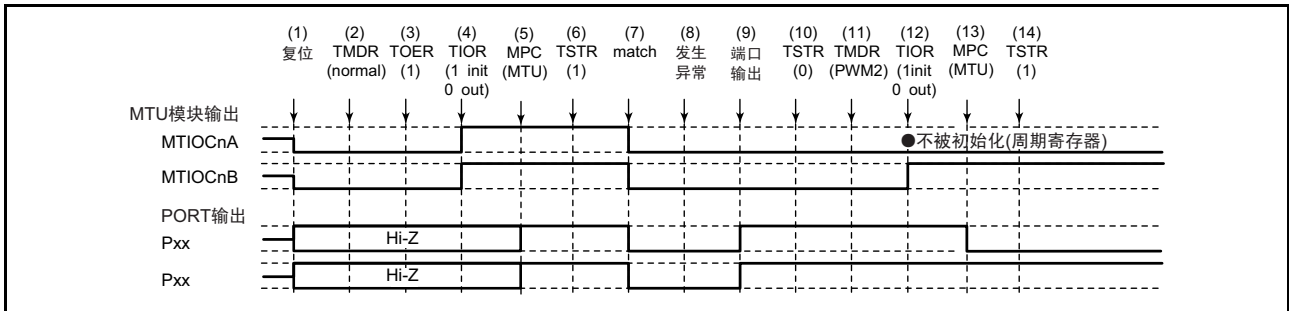 (1) (2) (3) (4) (5) (6) (7) (8) (9) (10) (11) (12) (13) (14)
复位 TMDR TOER TIOR MPC TSTR match 发生 端口 TSTR TMDR TIOR MPC TSTR
(normal) (1) (1 init (MTU) (1) 异常 输出 (0) (PWM2) (1init (MTU) (1)
0 out) 0 out)
MTU模块输出
MTIOCnA ●不被初始化(周期寄存器)
MTIOCnB
PORT输出
Pxx Hi-Z
Pxx Hi-Z